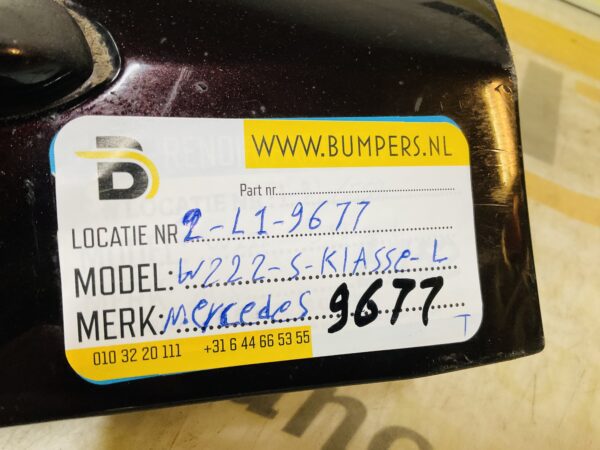 B
WWW.BUMPERS.NL
Part nr.
LOCATIE NR 2-L1-9677
MODEL: W222-S-KlAsse-L
MERK: Mercedes 9677
T
010 32 20 111 +31 6 44 66 53 55